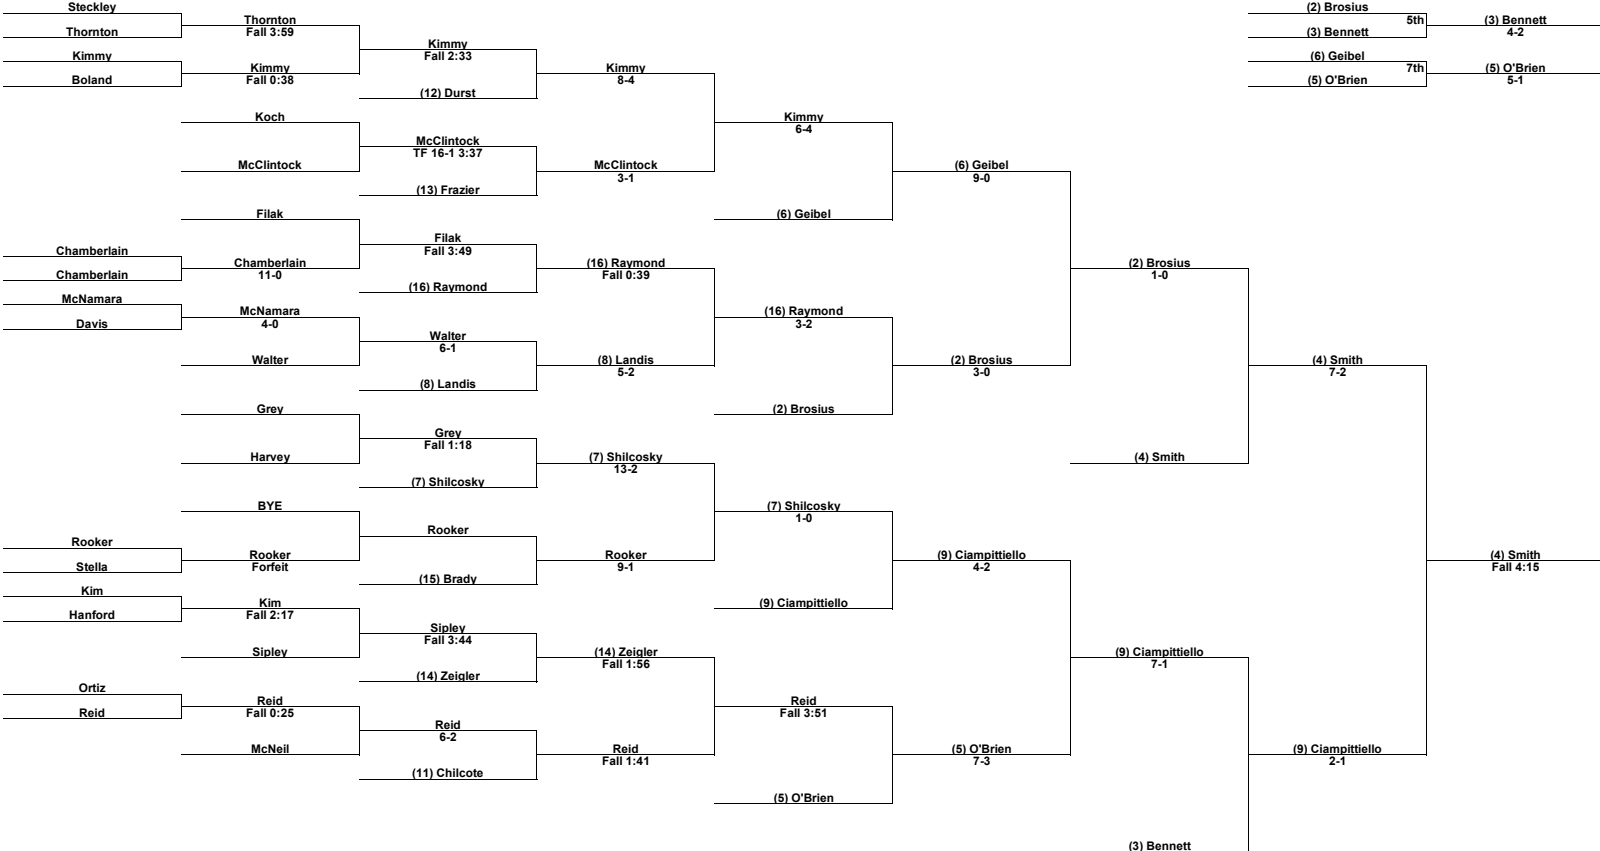 Steckley
Thornton
Kimmy
Boland
Chamberlain
Chamberlain
McNamara
Davis
Rooker
Stella
Kim
Hanford
Ortiz
Reid
Thornton
Fall 3:59
Kimmy
Fall 0:38
Koch
McClintock
Filak
Chamberlain
11-0
McNamara
4-0
Walter
Grey
Harvey
BYE
Rooker
Forfeit
Kim
Fall 2:17
Sipley
Reid
Fall 0:25
McNeil
Kimmy
Fall 2:33
(12) Durst
McClintock
TF 16-1 3:37
(13) Frazier
Filak
Fall 3:49
(16) Raymond
Walter
6-1
(8) Landis
Grey
Fall 1:18
(7) Shilcosky
Rooker
(15) Brady
Sipley
Fall 3:44
(14) Zeigler
Reid
6-2
(11) Chilcote
Kimmy
8-4
McClintock
3-1
(16) Raymond
Fall 0:39
(8) Landis
5-2
(7) Shilcosky
13-2
Rooker
9-1
(14) Zeigler
Fall 1:56
Reid
Fall 1:41
Kimmy
6-4
(6) Geibel
(16) Raymond
3-2
(2) Brosius
(7) Shilcosky
1-0
(9) Ciampittiello
Reid
Fall 3:51
(5) O'Brien
(6) Geibel
9-0
(2) Brosius
3-0
(9) Ciampittiello
4-2
(5) O'Brien
7-3
(2) Brosius
1-0
(4) Smith
(9) Ciampittiello
7-1
(3) Bennett
(4) Smith
7-2
(9) Ciampittiello
2-1
(4) Smith
Fall 4:15
(2) Brosius
5th
(3) Bennett
(3) Bennett
4-2
(6) Geibel
7th
(5) O'Brien
(5) O'Brien
5-1